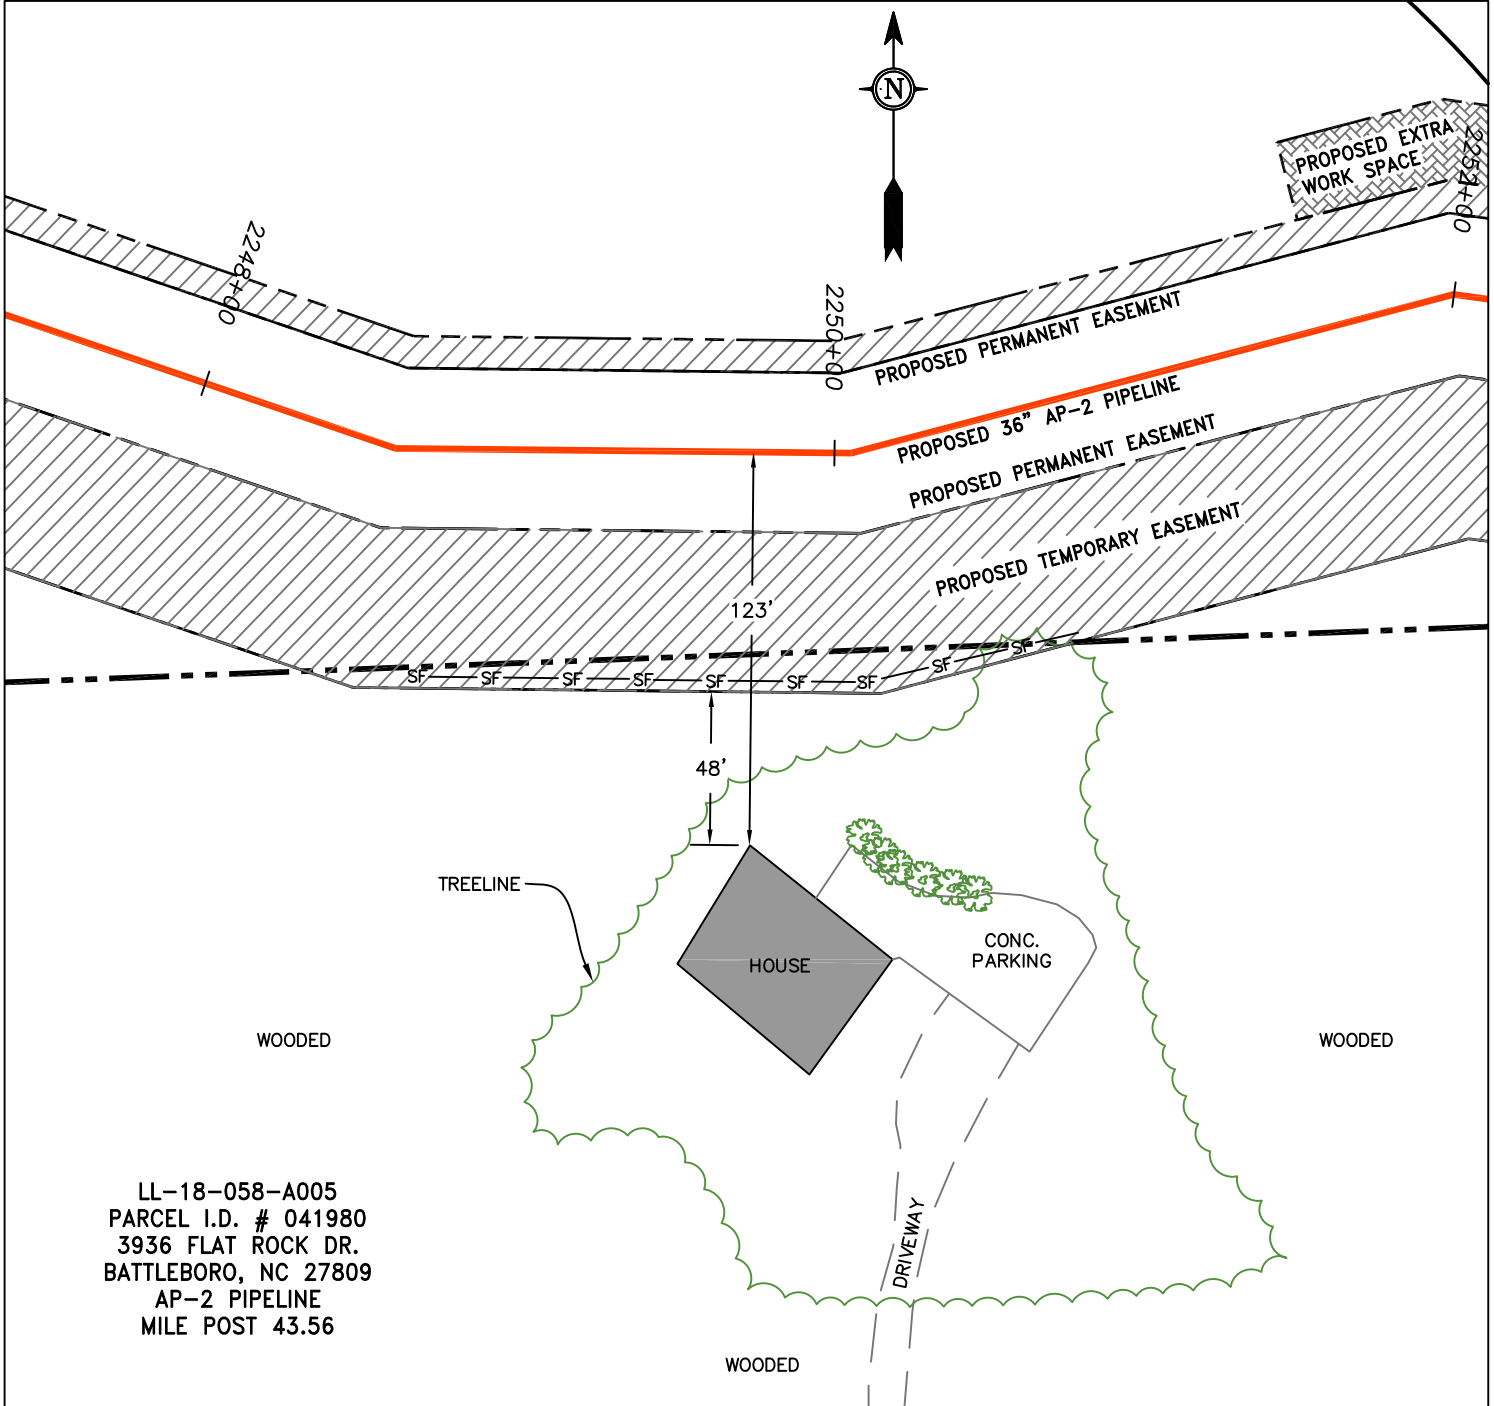 N
PROPOSED EXTRA
WORK SPACE
2252+00
2248+00
2250+00
PROPOSED PERMANENT EASEMENT
PROPOSED 36" AP-2 PIPELINE
PROPOSED PERMANENT EASEMENT
PROPOSED TEMPORARY EASEMENT
123'
SF SF SF SF SF SF SF SF SF
48'
TREELINE
CONC.
PARKING
HOUSE
WOODED
WOODED
DRIVEWAY
LL-18-058-A005
PARCEL I.D. # 041980
3936 FLAT ROCK DR.
BATTLEBORO, NC 27809
AP-2 PIPELINE
MILE POST 43.56
WOODED